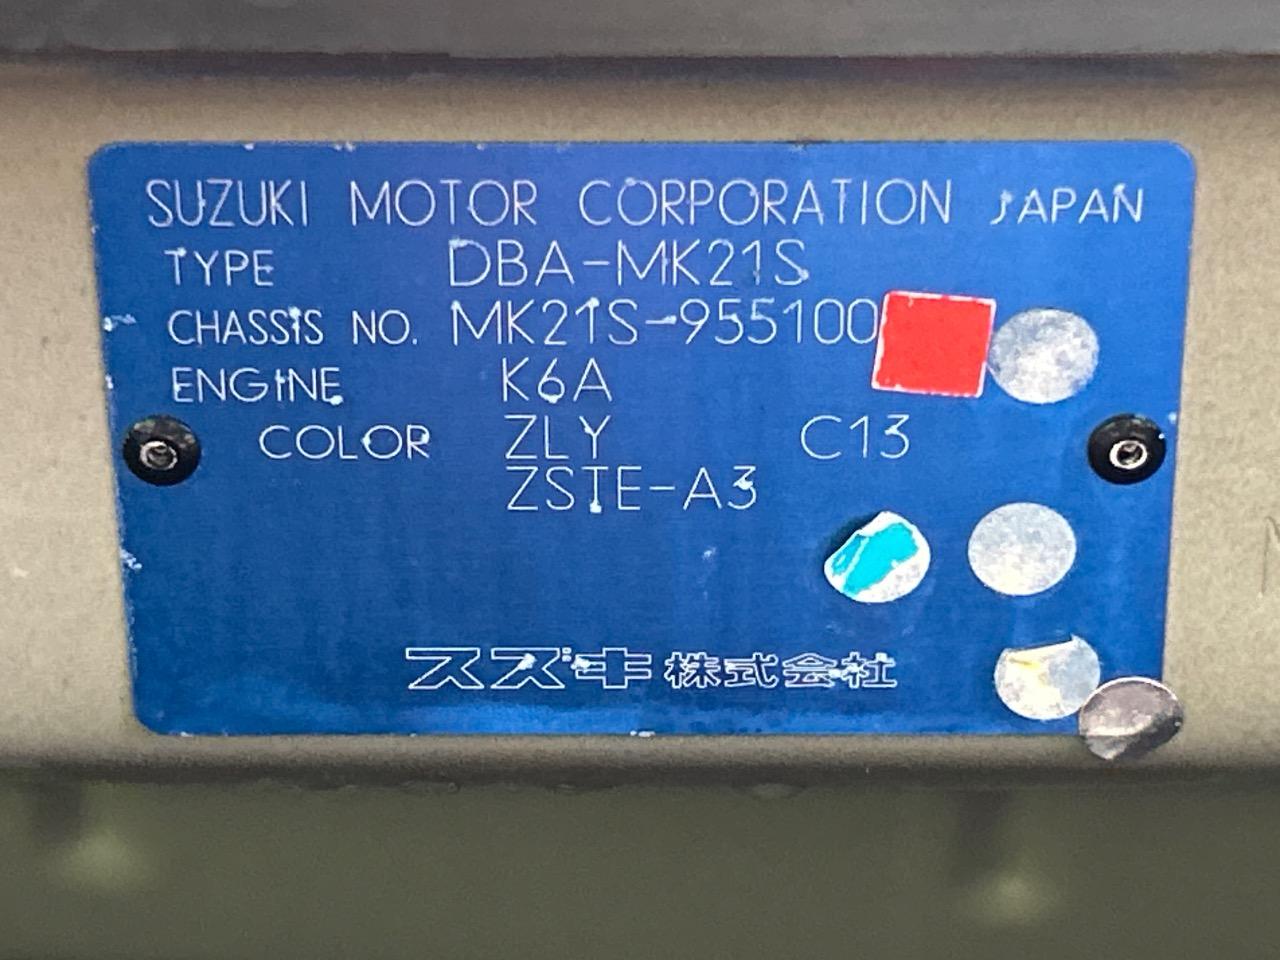 SUZUKI MOTOR CORPORATION JAPAN
TYPE DBA-MK21S
CHASSIS NO. MK21S-955100
ENGINE K6A
COLOR ZLY C13
ZSTE-A3
スズキ株式会社